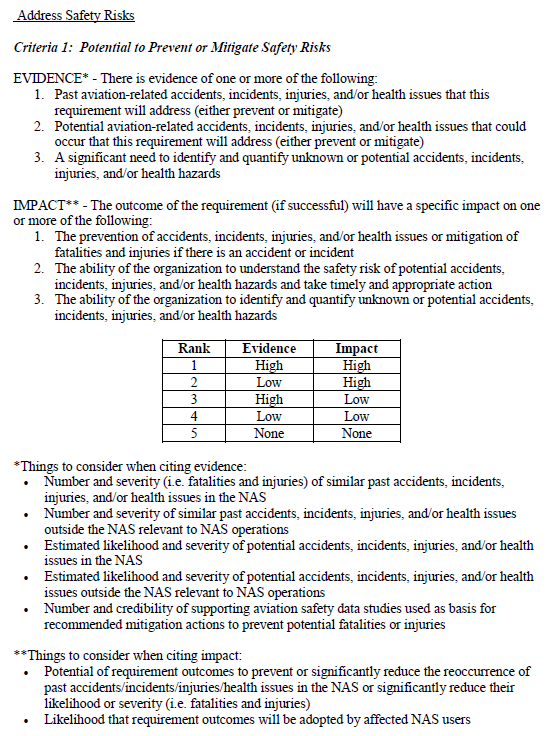 Address Safety Risks
Criteria 1:  Potential to Prevent or Mitigate Safety Risks
EVIDENCE* - There is evidence of one or more of the following:
1. Past aviation-related accidents, incidents, injuries, and/or health issues that this
requirement will address (either prevent or mitigate)
2. Potential aviation-related accidents, incidents, injuries, and/or health issues that could
occur that this requirement will address (either prevent or mitigate)
3. A significant need to identify and quantify unknown or potential accidents, incidents,
injuries, and/or health hazards
IMPACT** - The outcome of the requirement (if successful) will have a specific impact on one
or more of the following:
1. The prevention of accidents, incidents, injuries, and/or health issues or mitigation of
fatalities and injuries if there is an accident or incident
2. The ability of the organization to understand the safety risk of potential accidents,
incidents, injuries, and/or health hazards and take timely and appropriate action
3. The ability of the organization to identify and quantify unknown or potential accidents,
incidents, injuries, and/or health hazards
Rank Evidence Impact
1 High High
2 Low High
3 High Low
4 Low Low
5 None None
*Things to consider when citing evidence:
• Number and severity (i.e. fatalities and injuries) of similar past accidents, incidents,
injuries, and/or health issues in the NAS
• Number and severity of similar past accidents, incidents, injuries, and/or health issues
outside the NAS relevant to NAS operations
• Estimated likelihood and severity of potential accidents, incidents, injuries, and/or health
issues in the NAS
• Estimated likelihood and severity of potential accidents, incidents, injuries, and/or health
issues outside the NAS relevant to NAS operations
• Number and credibility of supporting aviation safety data studies used as basis for
recommended mitigation actions to prevent potential fatalities or injuries
**Things to consider when citing impact:
• Potential of requirement outcomes to prevent or significantly reduce the reoccurrence of
past accidents/incidents/injuries/health issues in the NAS or significantly reduce their
likelihood or severity (i.e. fatalities and injuries)
• Likelihood that requirement outcomes will be adopted by affected NAS users